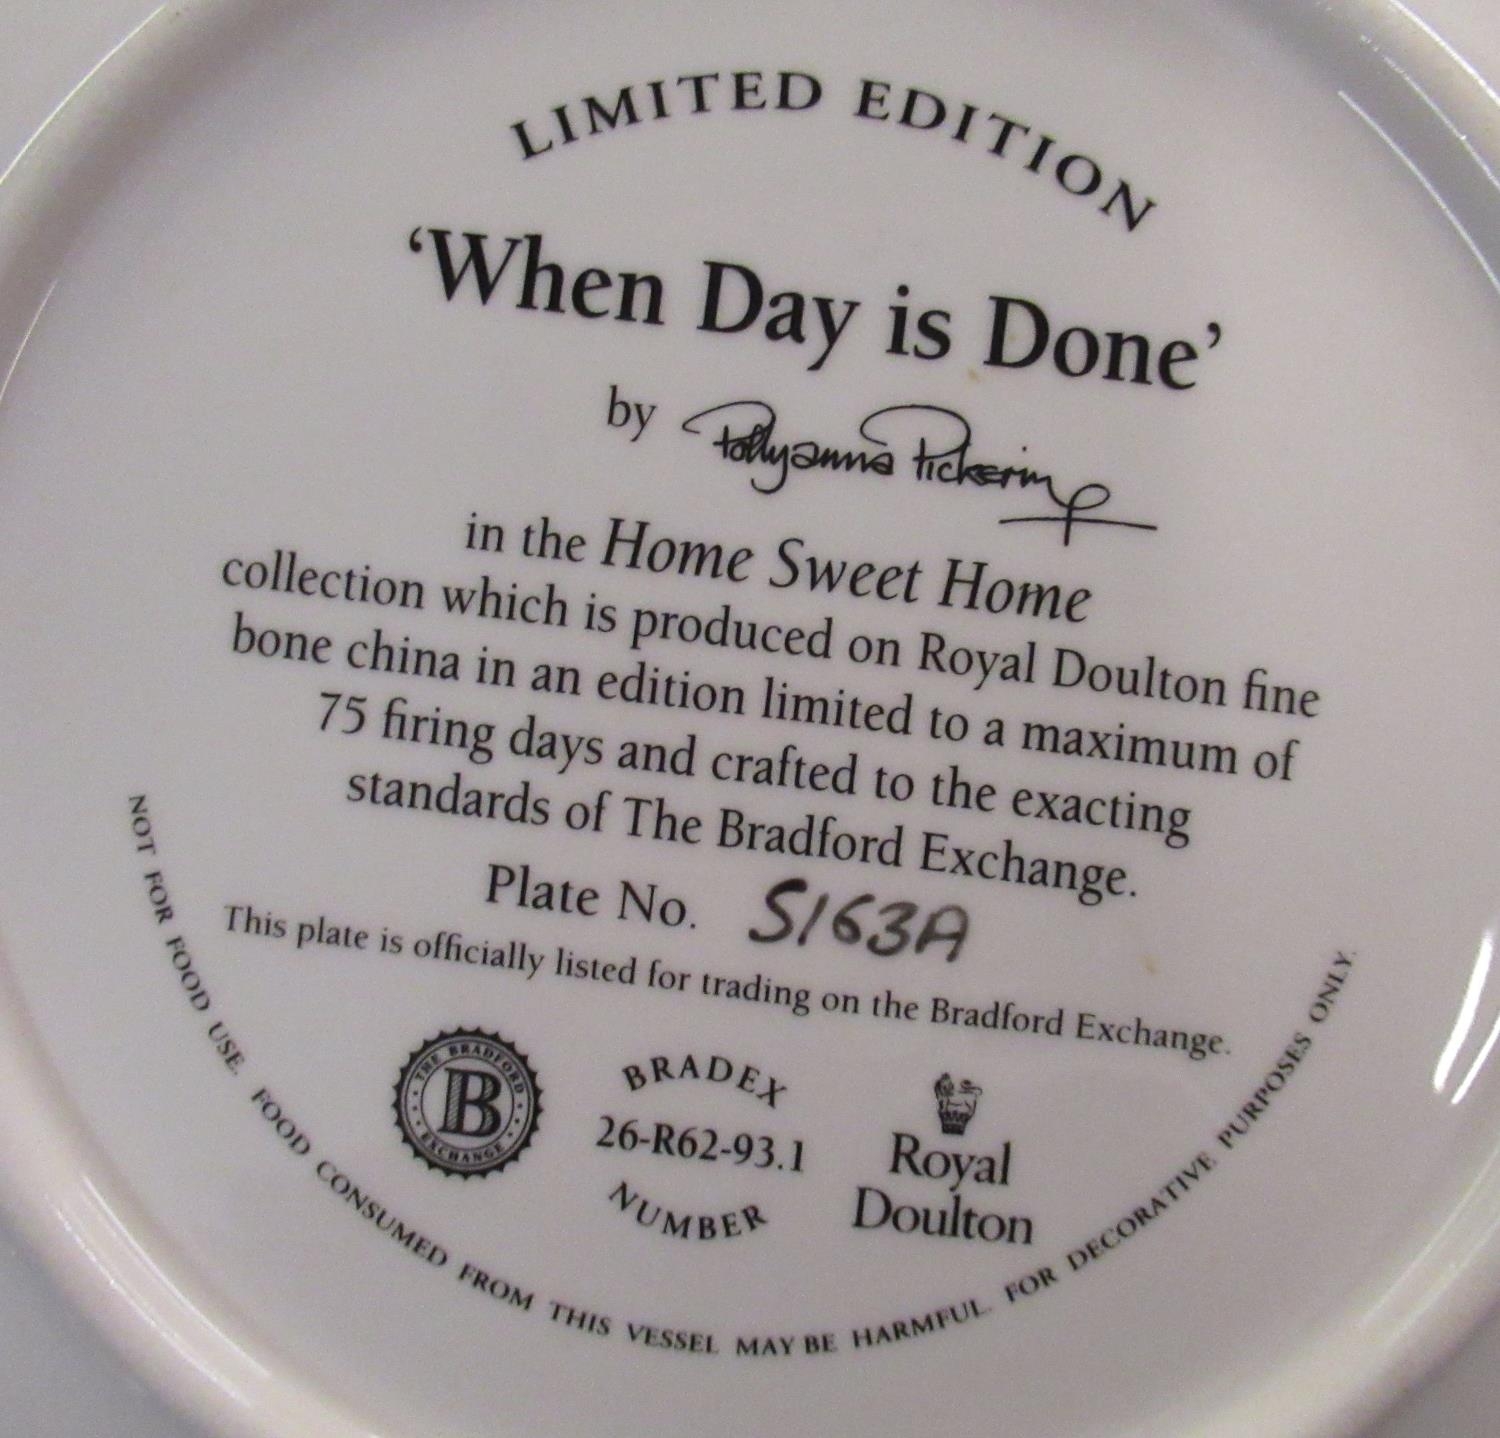 LIMITED EDITION
‘When Day is Done’
by Pollyanna Pickering
in the Home Sweet Home
collection which is produced on Royal Doulton fine
bone china in an edition limited to a maximum of
75 firing days and crafted to the exacting
standards of The Bradford Exchange.
Plate No. 5163A
This plate is officially listed for trading on the Bradford Exchange.
THE BRADFORD
B
EXCHANGE
BRADEX
26-R62-93.1
NUMBER
Royal
Doulton
NOT FOR FOOD USE. FOOD CONSUMED FROM THIS VESSEL MAY BE HARMFUL. FOR DECORATIVE PURPOSES ONLY.